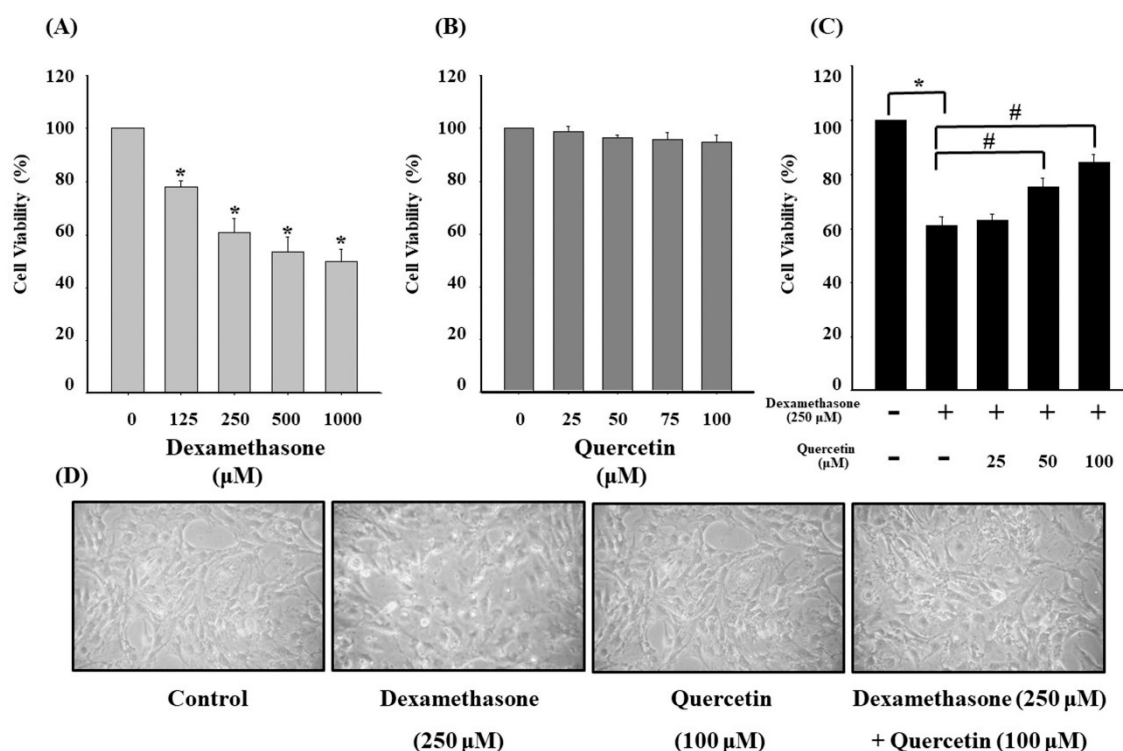 (A)
120
100
80
60
40
20
0
Cell Viability (%)
*
*
*
*
0 125 250 500 1000
Dexamethasone
(µM)
(B)
120
100
80
60
40
20
0
Cell Viability (%)
0 25 50 75 100
Quercetin
(µM)
(C)
120
100
80
60
40
20
0
Cell Viability (%)
*
#
#
Dexamethasone
(250 µM)
- + + + +
Quercetin
(µM)
- - 25 50 100
(D)
Control
Dexamethasone
(250 µM)
Quercetin
(100 µM)
Dexamethasone (250 µM)
+ Quercetin (100 µM)